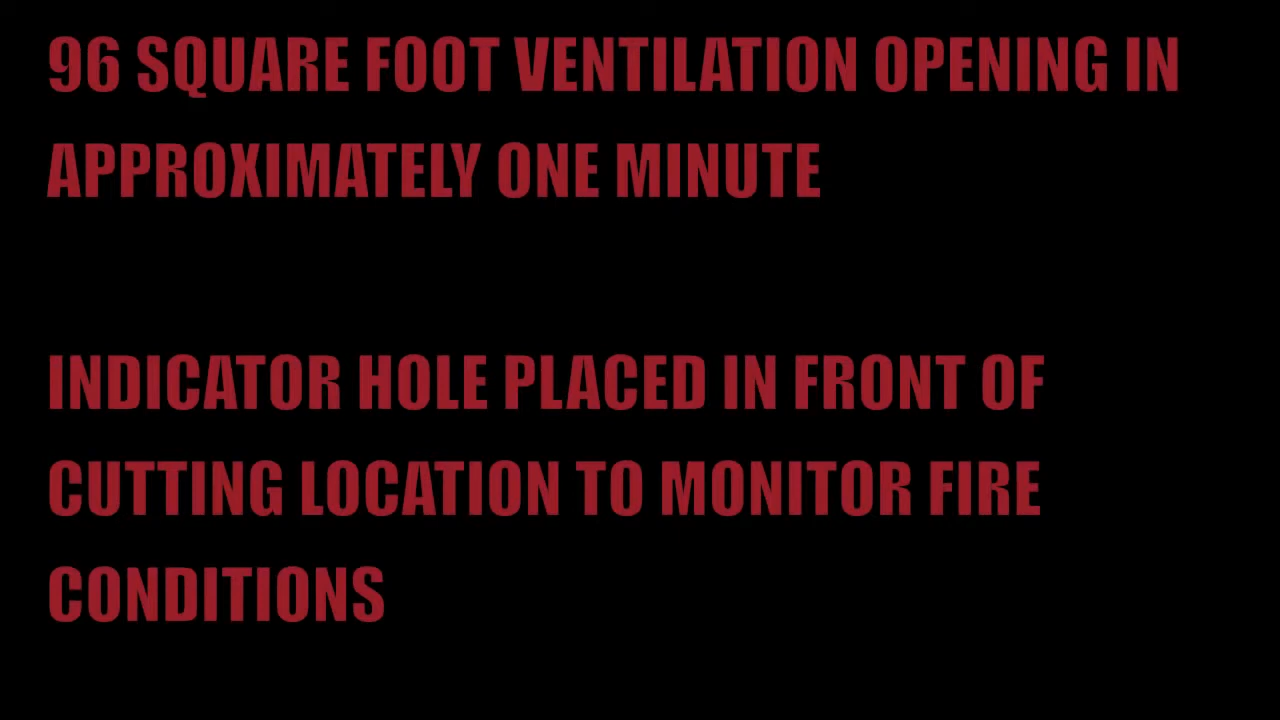 96 SQUARE FOOT VENTILATION OPENING IN
APPROXIMATELY ONE MINUTE
INDICATOR HOLE PLACED IN FRONT OF
CUTTING LOCATION TO MONITOR FIRE
CONDITIONS